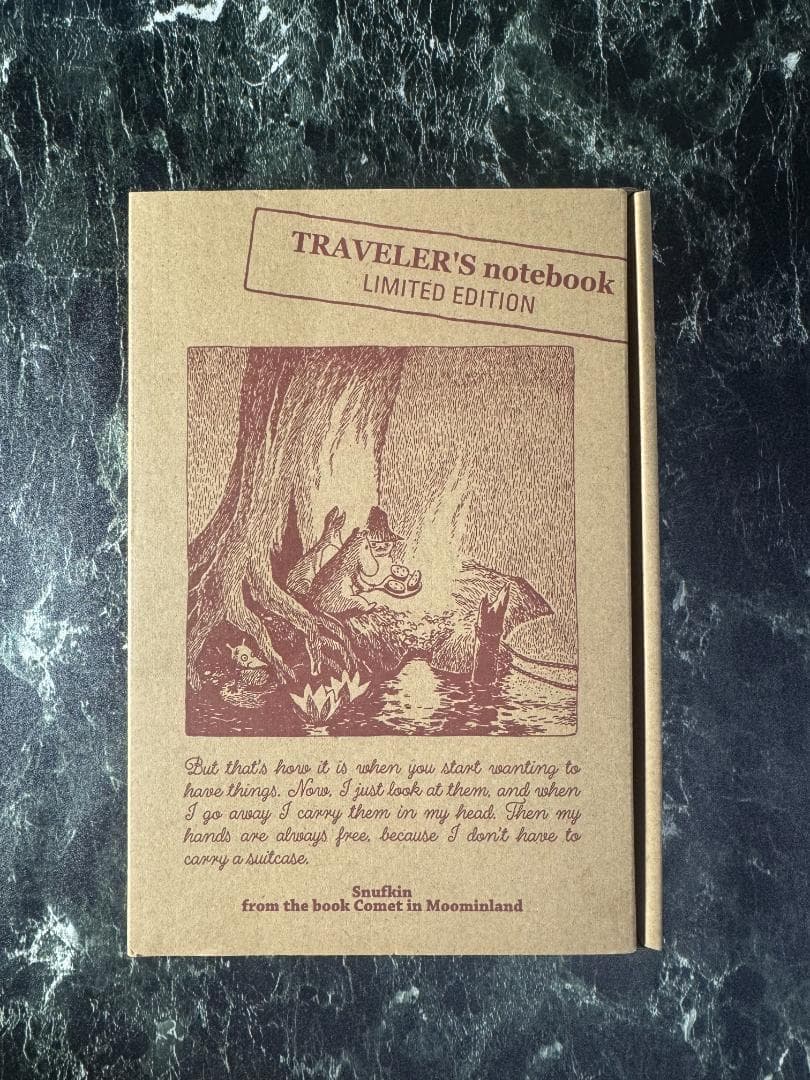 TRAVELER'S notebook
LIMITED EDITION
But that's how it is when you start wanting to
have things. Now, I just look at them, and when
I go away I carry them in my head. Then my
hands are always free, because I don't have to
carry a suitcase.
Snufkin
from the book Comet in Moominland